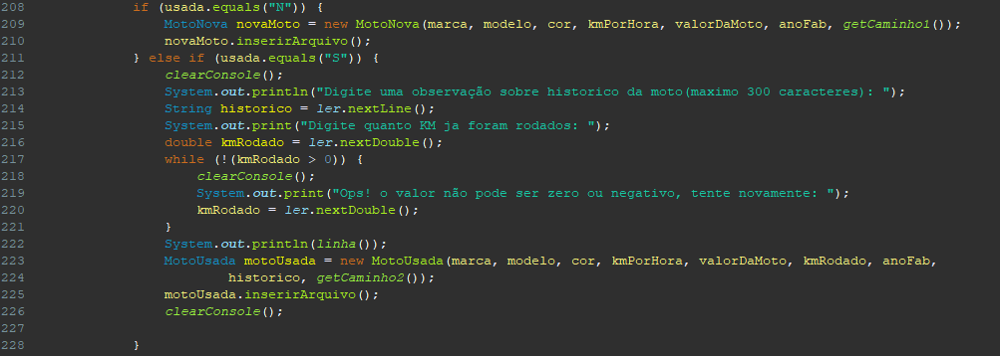 208 if (usada.equals("N")) {
209 MotoNova novaMoto = new MotoNova(marca, modelo, cor, kmPorHora, valorDaMoto, anoFab, getCaminho1());
210 novaMoto.inserirArquivo();
211 } else if (usada.equals("S")) {
212 clearConsole();
213 System.out.println("Digite uma observação sobre historico da moto(maximo 300 caracteres): ");
214 String historico = ler.nextLine();
215 System.out.print("Digite quanto KM ja foram rodados: ");
216 double kmRodado = ler.nextDouble();
217 while (!(kmRodado > 0)) {
218 clearConsole();
219 System.out.print("Ops! o valor não pode ser zero ou negativo, tente novamente: ");
220 kmRodado = ler.nextDouble();
221 }
222 System.out.println(linha());
223 MotoUsada motoUsada = new MotoUsada(marca, modelo, cor, kmPorHora, valorDaMoto, kmRodado, anoFab,
224 historico, getCaminho2());
225 motoUsada.inserirArquivo();
226 clearConsole();
227
228 }